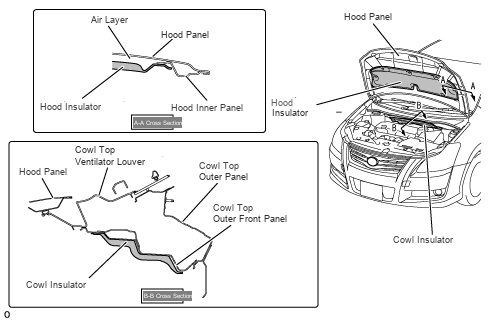 Air Layer
Hood Panel
Hood Insulator
Hood Inner Panel
A-A Cross Section
Hood Panel
Hood
Insulator
A
A
B
B
Cowl Insulator
Cowl Top
Ventilator Louver
Hood Panel
Cowl Top
Outer Panel
Cowl Top
Outer Front Panel
Cowl Insulator
B-B Cross Section
O